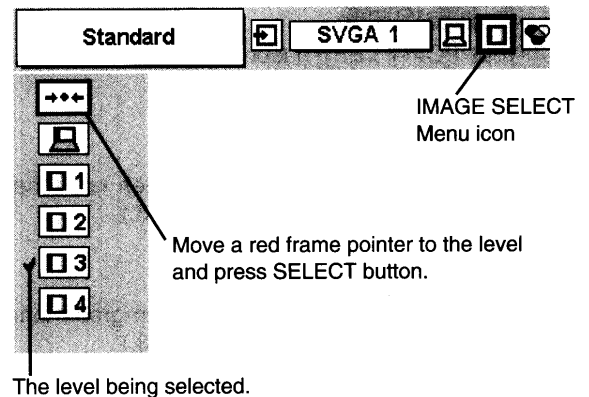 Standard
SVGA 1
IMAGE SELECT
Menu icon
1
2
Move a red frame pointer to the level
and press SELECT button.
3
4
The level being selected.